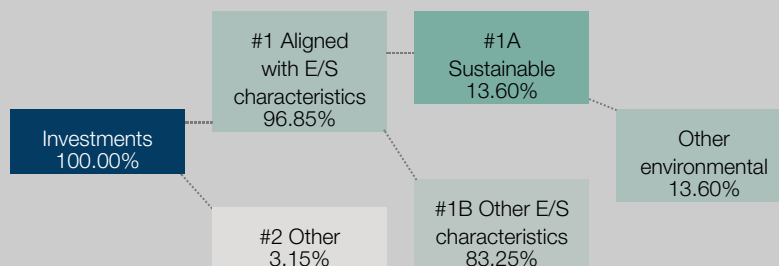 #1 Aligned
with E/S
characteristics
96.85%
#1A
Sustainable
13.60%
Investments
100.00%
Other
environmental
13.60%
#2 Other
3.15%
#1B Other E/S
characteristics
83.25%